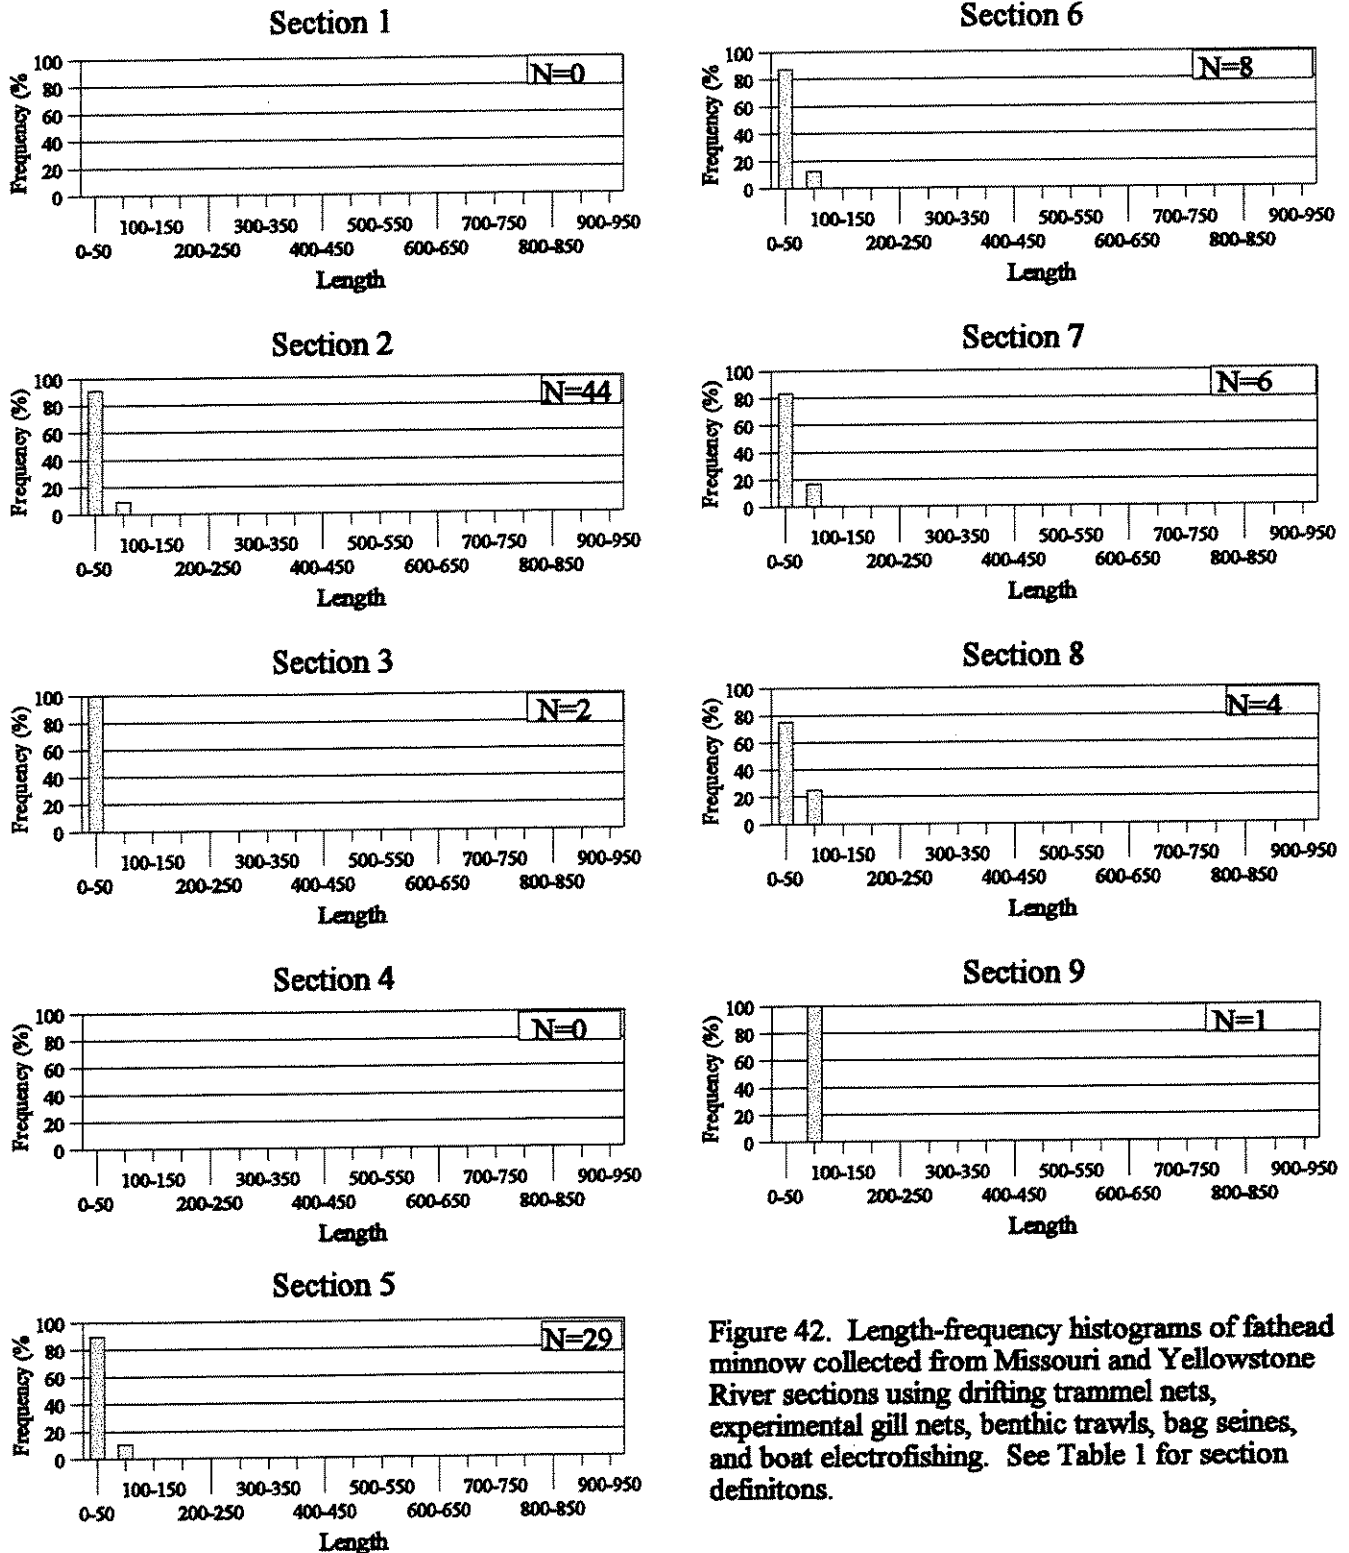 Section 1
N=0
Frequency (%
100
80
60
40
20
0
100-150 300-350 500-550 700-750 900-950
0-50 200-250 400-450 600-650 800-850
Length
Section 2
N=44
Frequency (%)
100
80
60
40
20
0
100-150 300-350 500-550 700-750 900-950
0-50 200-250 400-450 600-650 800-850
Length
Section 3
N=2
Frequency (%)
100
80
60
40
20
0
100-150 300-350 500-550 700-750 900-950
0-50 200-250 400-450 600-650 800-850
Length
Section 4
N=0
Frequency (%)
100
80
60
40
20
0
100-150 300-350 500-550 700-750 900-950
0-50 200-250 400-450 600-650 800-850
Length
Section 5
N=29
Frequency (%
100
80
60
40
20
0
100-150 300-350 500-550 700-750 900-950
0-50 200-250 400-450 600-650 800-850
Length
Section 6
N=8
Frequency (%
100
80
60
40
20
0
100-150 300-350 500-550 700-750 900-950
0-50 200-250 400-450 600-650 800-850
Length
Section 7
N=6
Frequency (%)
100
80
60
40
20
0
100-150 300-350 500-550 700-750 900-950
0-50 200-250 400-450 600-650 800-850
Length
Section 8
N=4
Frequency (%)
100
80
60
40
20
0
100-150 300-350 500-550 700-750 900-950
0-50 200-250 400-450 600-650 800-850
Length
Section 9
N=1
Frequency (%)
100
80
60
40
20
0
100-150 300-350 500-550 700-750 900-950
0-50 200-250 400-450 600-650 800-850
Length
Figure 42. Length-frequency histograms of fathead
minnow collected from Missouri and Yellowstone
River sections using drifting trammel nets,
experimental gill nets, benthic trawls, bag seines,
and boat electrofishing. See Table 1 for section
definitons.